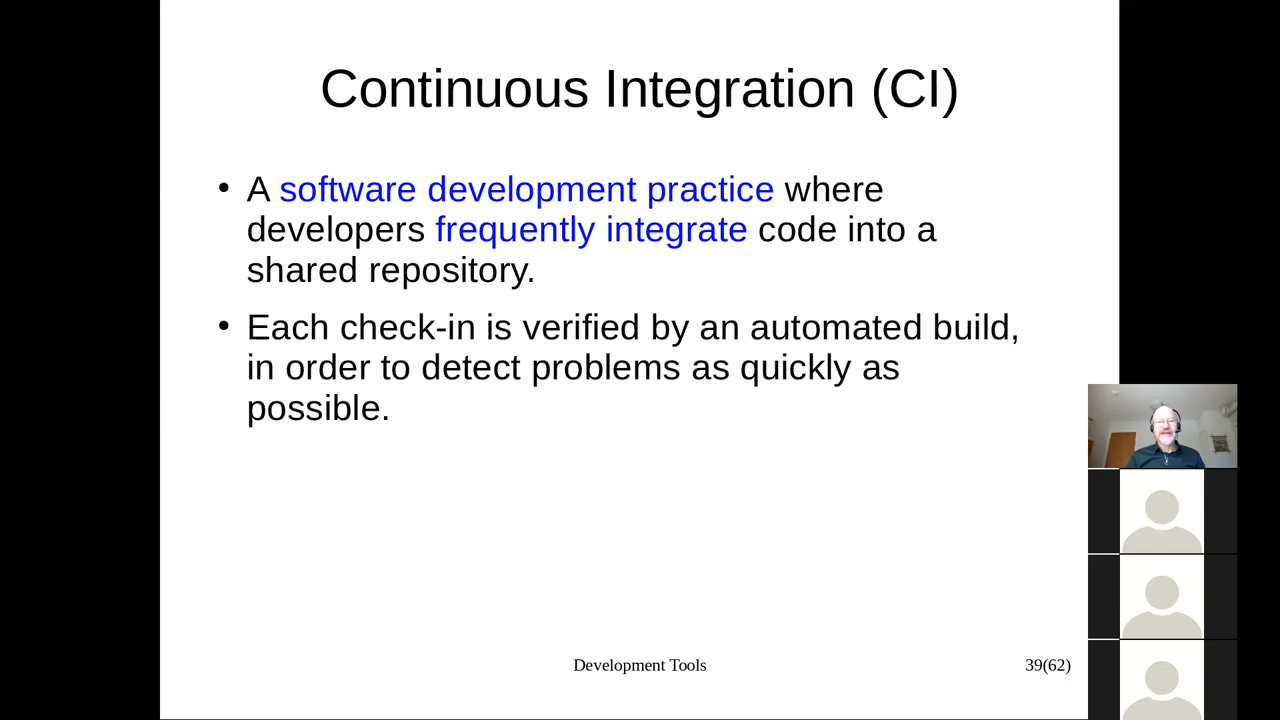 Continuous Integration (CI)
• A software development practice where
developers frequently integrate code into a
shared repository.
• Each check-in is verified by an automated build,
in order to detect problems as quickly as
possible.
Development Tools
39(62)